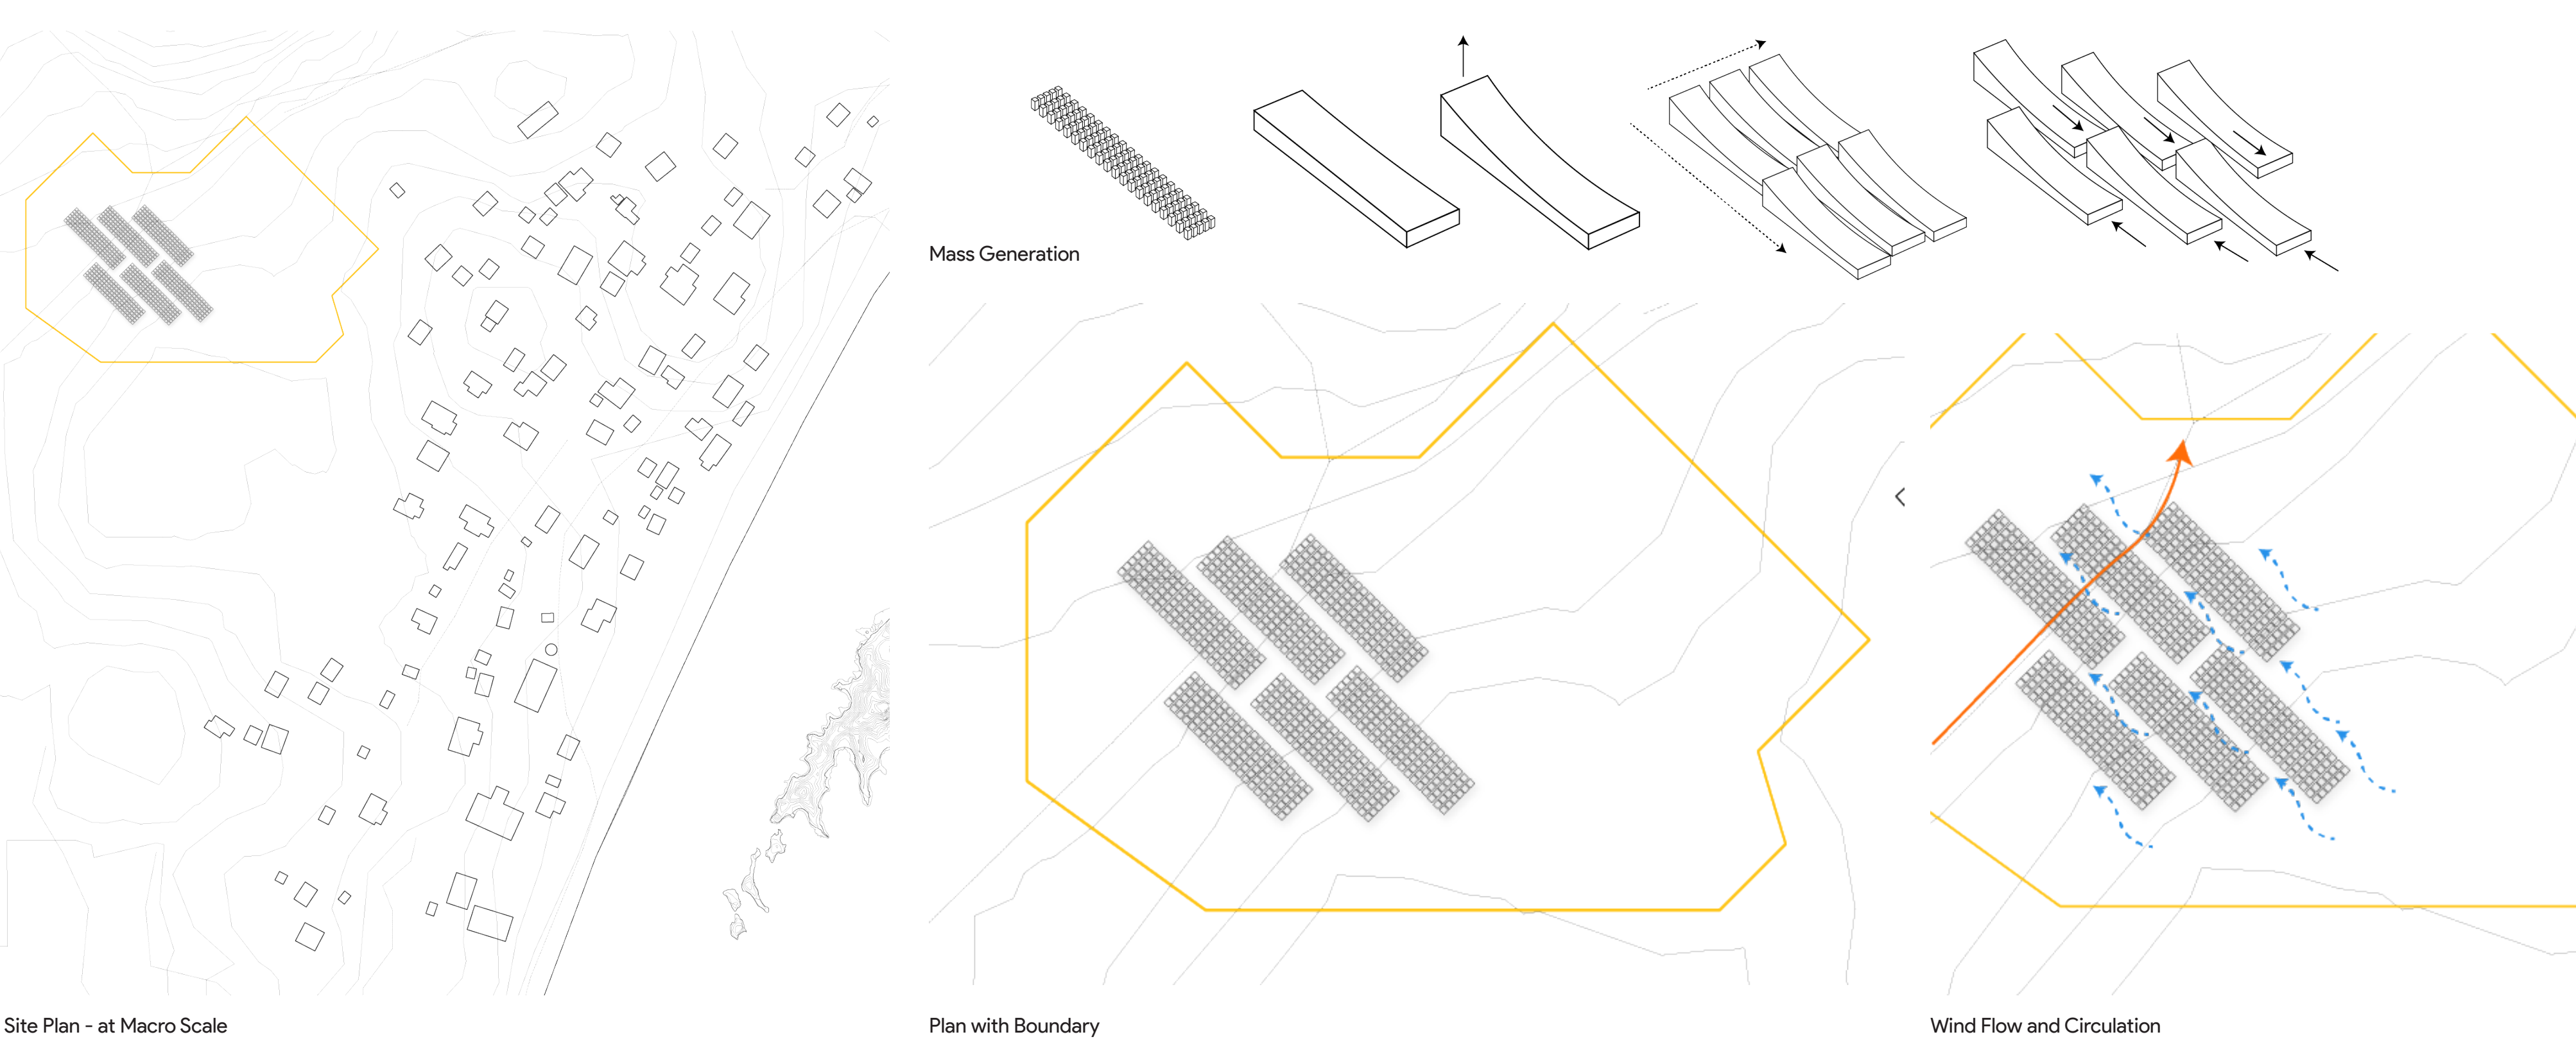 Mass Generation
Site Plan - at Macro Scale
Plan with Boundary
Wind Flow and Circulation